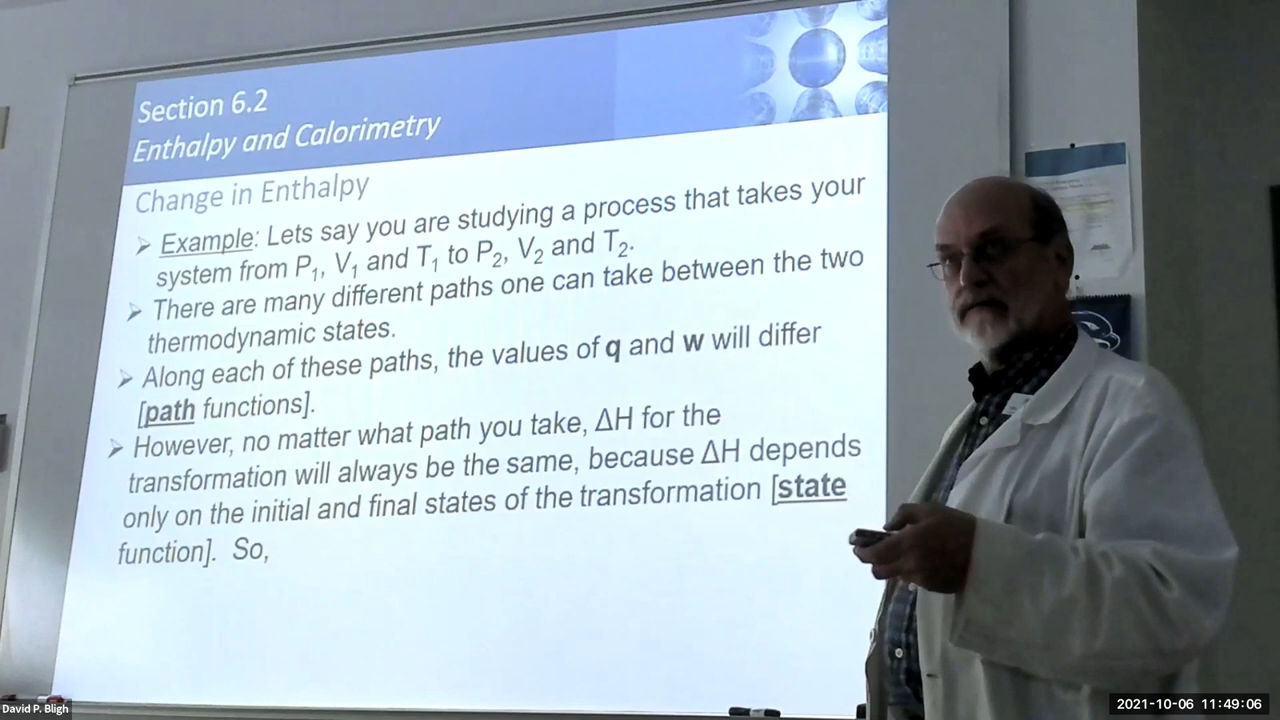 Section 6.2
Enthalpy and Calorimetry
Change in Enthalpy
➢ Example: Lets say you are studying a process that takes your
system from P₁, V₁ and T₁ to P₂, V₂ and T₂.
➢ There are many different paths one can take between the two
thermodynamic states.
➢ Along each of these paths, the values of q and w will differ
[path functions].
➢ However, no matter what path you take, ΔH for the
transformation will always be the same, because ΔH depends
only on the initial and final states of the transformation [state
function]. So,
David P. Bligh
2021-10-06 11:49:06